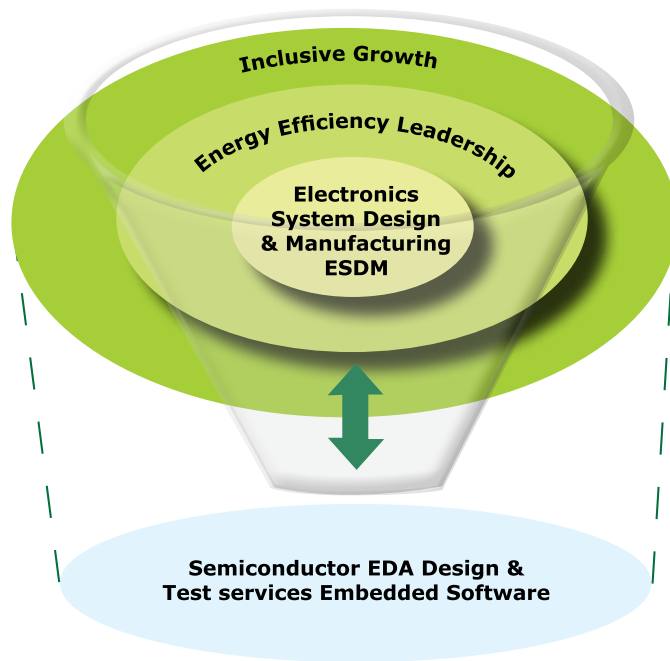 Inclusive Growth
Energy Efficiency Leadership
Electronics
System Design
& Manufacturing
ESDM
Semiconductor EDA Design &
Test services Embedded Software